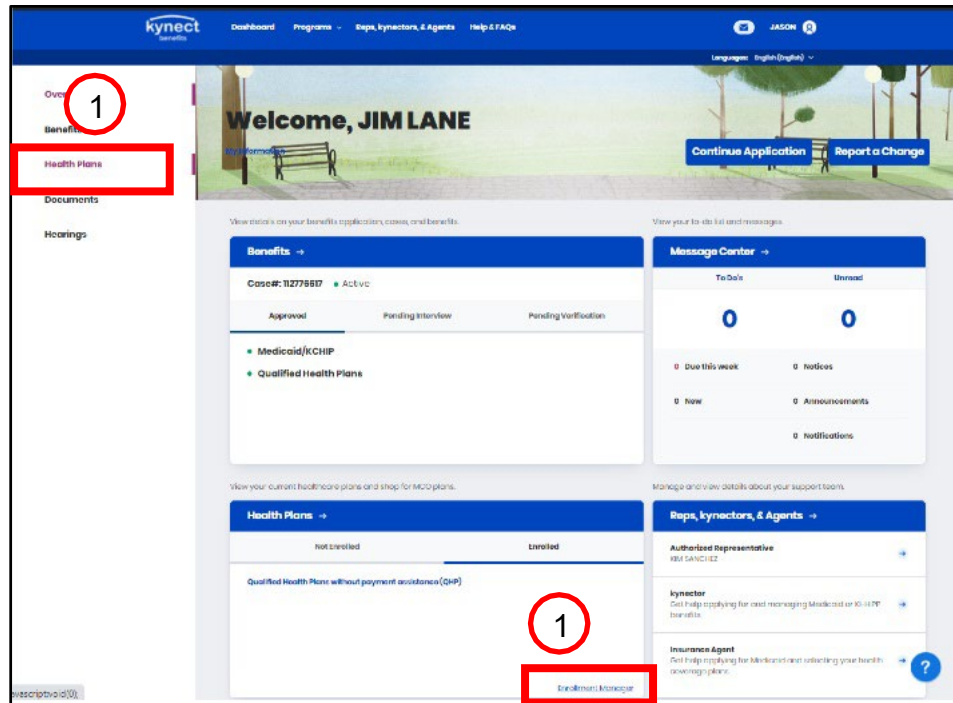 kynect
benefits
Dashboard Programs Reps, kynectors, & Agents Help & FAQs
JASON
Languages: English (English)
1
Benefits
Health Plans
Documents
Hearings
Welcome, JIM LANE
My Information
Continue Application Report a Change
View details on your benefits application, cases, and benefits.
View your to-do list and messages.
Benefits →
Case#: 112776617 • Active
Approved Pending Interview Pending Verification
• Medicaid/KCHIP
• Qualified Health Plans
Message Center →
To Do's Unread
0 0
0 Due this week 0 Notices
0 New 0 Announcements
0 Notifications
View your current healthcare plans and shop for MCO plans.
Manage and view details about your support team.
Health Plans →
Not Enrolled Enrolled
Qualified Health Plans without payment assistance (QHP)
1
Enrollment Manager
Reps, kynectors, & Agents →
Authorized Representative
KIM SANCHEZ
kynector
Get help applying for and managing Medicaid or KI-HIPP
benefits
Insurance Agent
Get help applying for Medicaid and selecting your health
coverage plans.
?